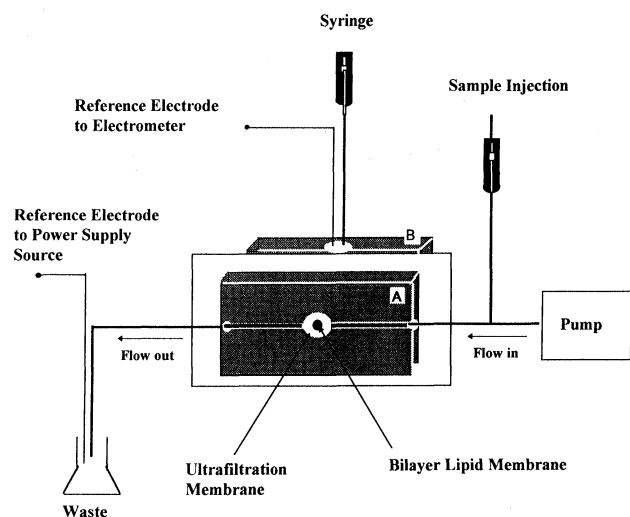 Syringe
Sample Injection
Reference Electrode
to Electrometer
Reference Electrode
to Power Supply
Source
B
A
Pump
Flow out
Flow in
Ultrafiltration
Membrane
Bilayer Lipid Membrane
Waste